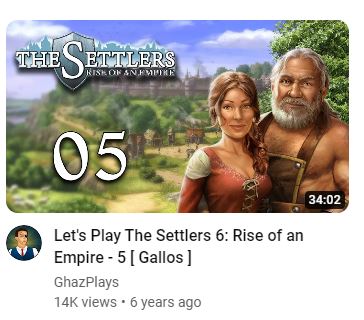 THE SETTLERS
RISE OF AN EMPIRE
05
34:02
Let's Play The Settlers 6: Rise of an
Empire - 5 [ Gallos ]
GhazPlays
14K views • 6 years ago